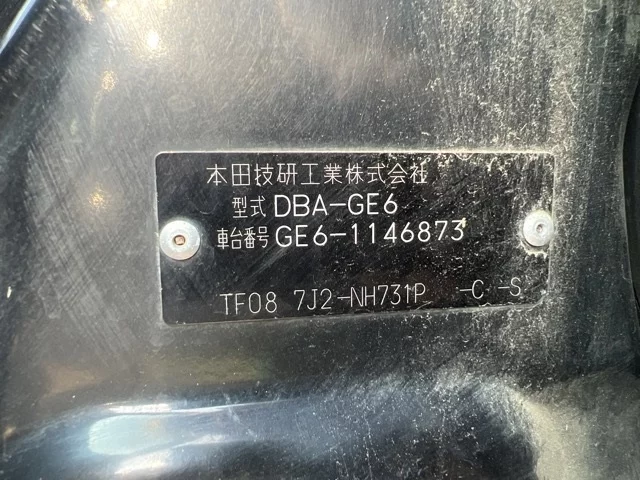 本田技研工業株式会社
型式 DBA-GE6
車台番号 GE6-1146873
TF08 7J2-NH731P -C -S